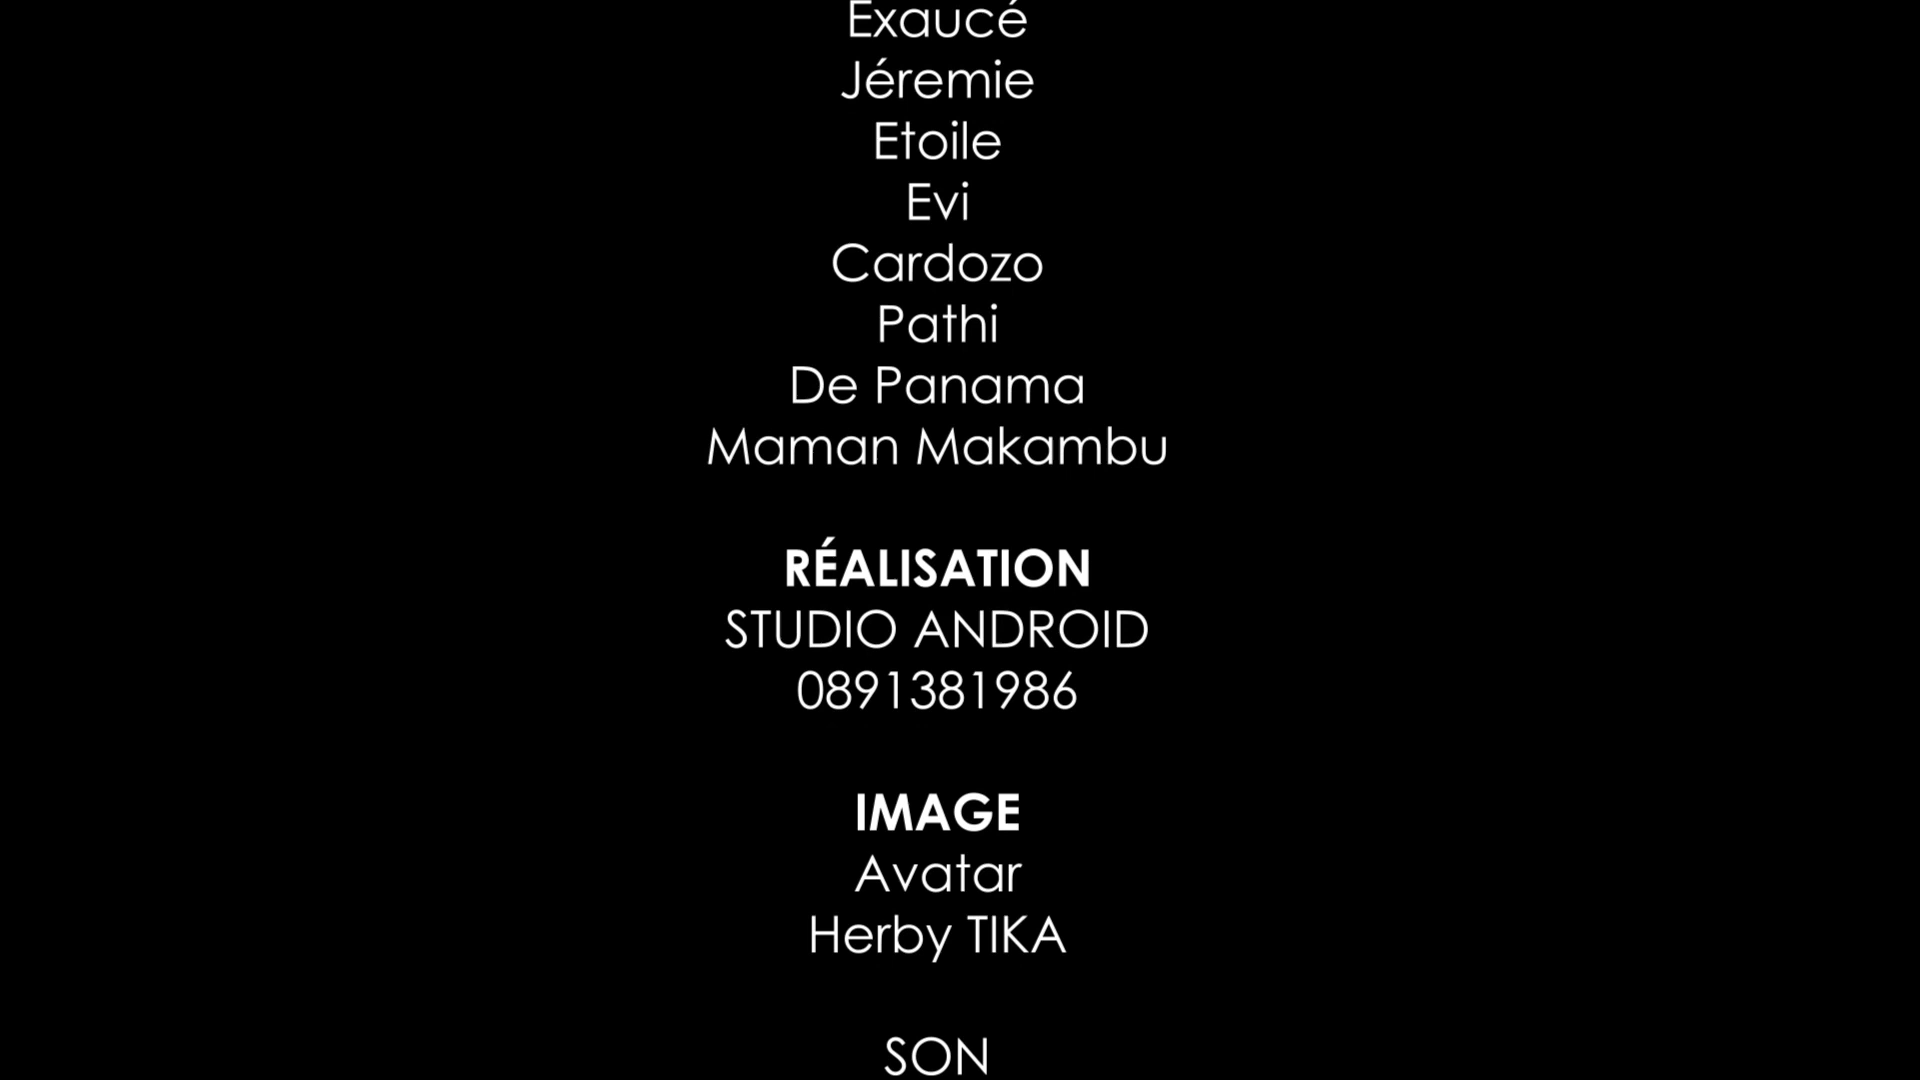 Exaucé
Jéremie
Etoile
Evi
Cardozo
Pathi
De Panama
Maman Makambu
RÉALISATION
STUDIO ANDROID
0891381986
IMAGE
Avatar
Herby TIKA
SON